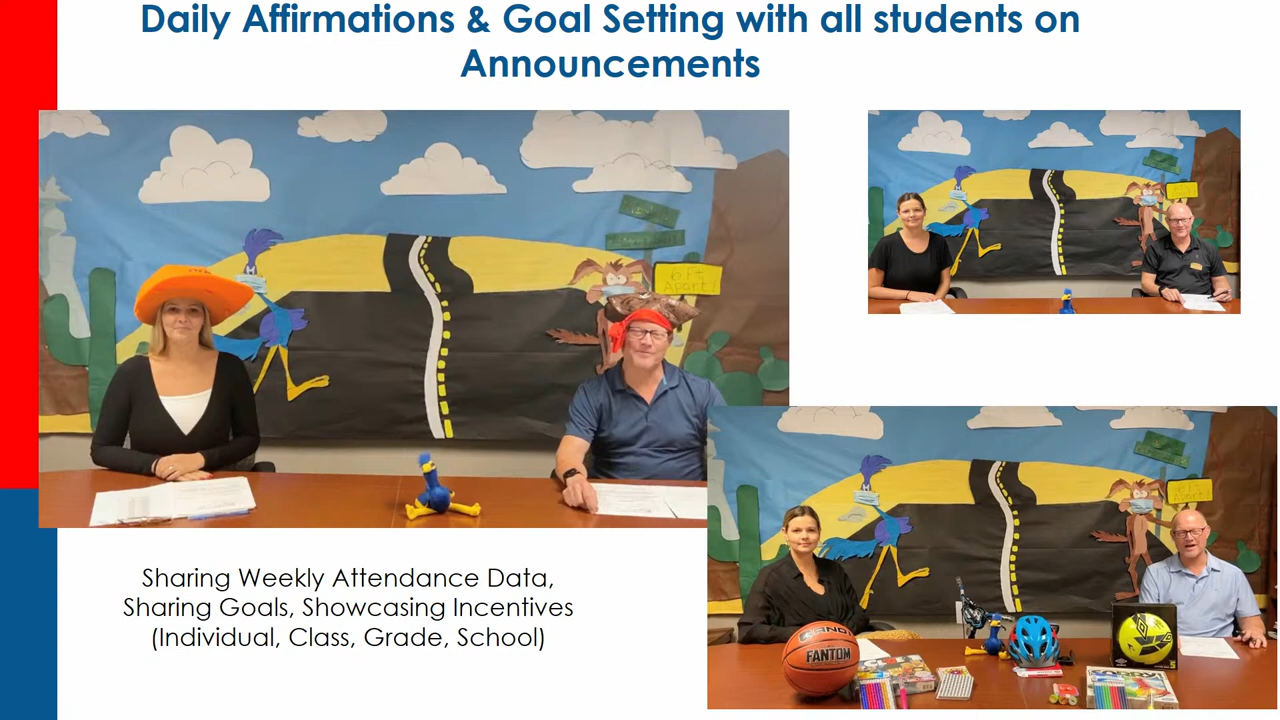 Daily Affirmations & Goal Setting with all students on
Announcements
6 Ft
Apart!
Sharing Weekly Attendance Data,
Sharing Goals, Showcasing Incentives
(Individual, Class, Grade, School)
FANTOM